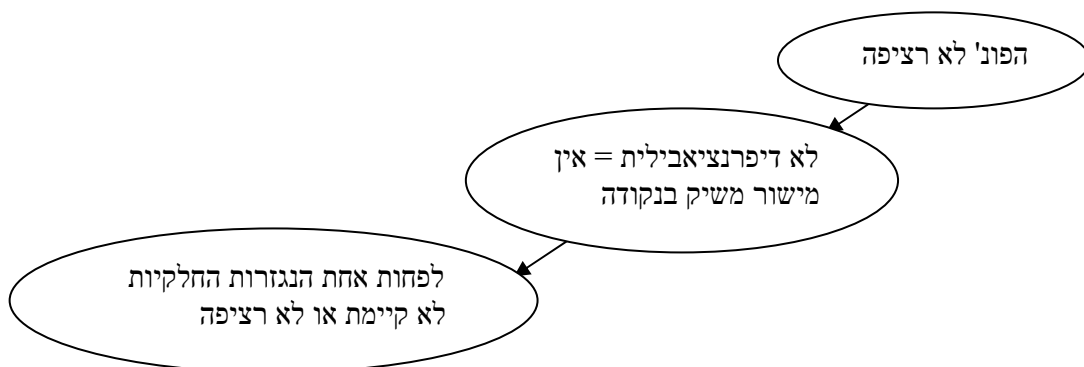 הפונ' לא רציפה
לא דיפרנציאבילית = אין
מישור משיק בנקודה
לפחות אחת הנגזרות החלקיות
לא קיימת או לא רציפה